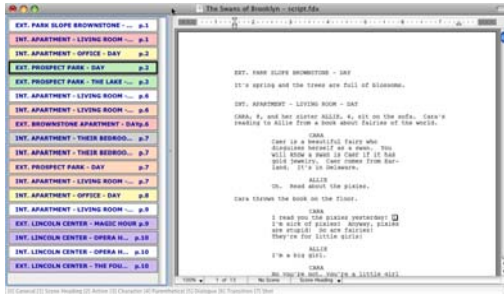 The Swans of Brooklyn - script.fdx
EXT. PARK SLOPE BROWNSTONE - ... p.1
INT. APARTMENT - LIVING ROOM -... p.1
INT. APARTMENT - OFFICE - DAY p.2
EXT. PROSPECT PARK - DAY p.2
EXT. PROSPECT PARK - THE LAKE -... p.3
INT. APARTMENT - LIVING ROOM -... p.6
INT. APARTMENT - LIVING ROOM -... p.6
EXT. BROWNSTONE APARTMENT - DAY p.6
INT. APARTMENT - THEIR BEDROO... p.7
INT. APARTMENT - THEIR BEDROO... p.7
EXT. PROSPECT PARK - DAY p.7
INT. APARTMENT - LIVING ROOM -... p.7
INT. APARTMENT - OFFICE - DAY p.8
INT. APARTMENT - LIVING ROOM -... p.9
EXT. LINCOLN CENTER - MAGIC HOUR p.9
INT. LINCOLN CENTER - OPERA H... p.10
INT. LINCOLN CENTER - OPERA H... p.10
EXT. LINCOLN CENTER - THE FOU... p.10
EXT. PARK SLOPE BROWNSTONE - DAY
It's spring and the trees are full of blossoms.
INT. APARTMENT - LIVING ROOM - DAY
CARA, 8, and her sister ALLIE, 4, sit on the sofa. Cara's
reading to Allie from a book about fairies of the world.
CARA
Caer is a beautiful fairy who
disguises herself as a swan. You
will know a swan is Caer if it has
gold jewelry. Caer comes from Ear-
land. It's in Delaware.
ALLIE
Uh. Read about the pixies.
Cara throws the book on the floor.
CARA
I read you the pixies yesterday!
I'm sick of pixies! Anyway, pixies
are stupid! So are fairies!
They're for little girls!
ALLIE
I'm a big girl.
CARA
No you're not. You're a little girl
100% 1 of 13 No Scene Scene Heading